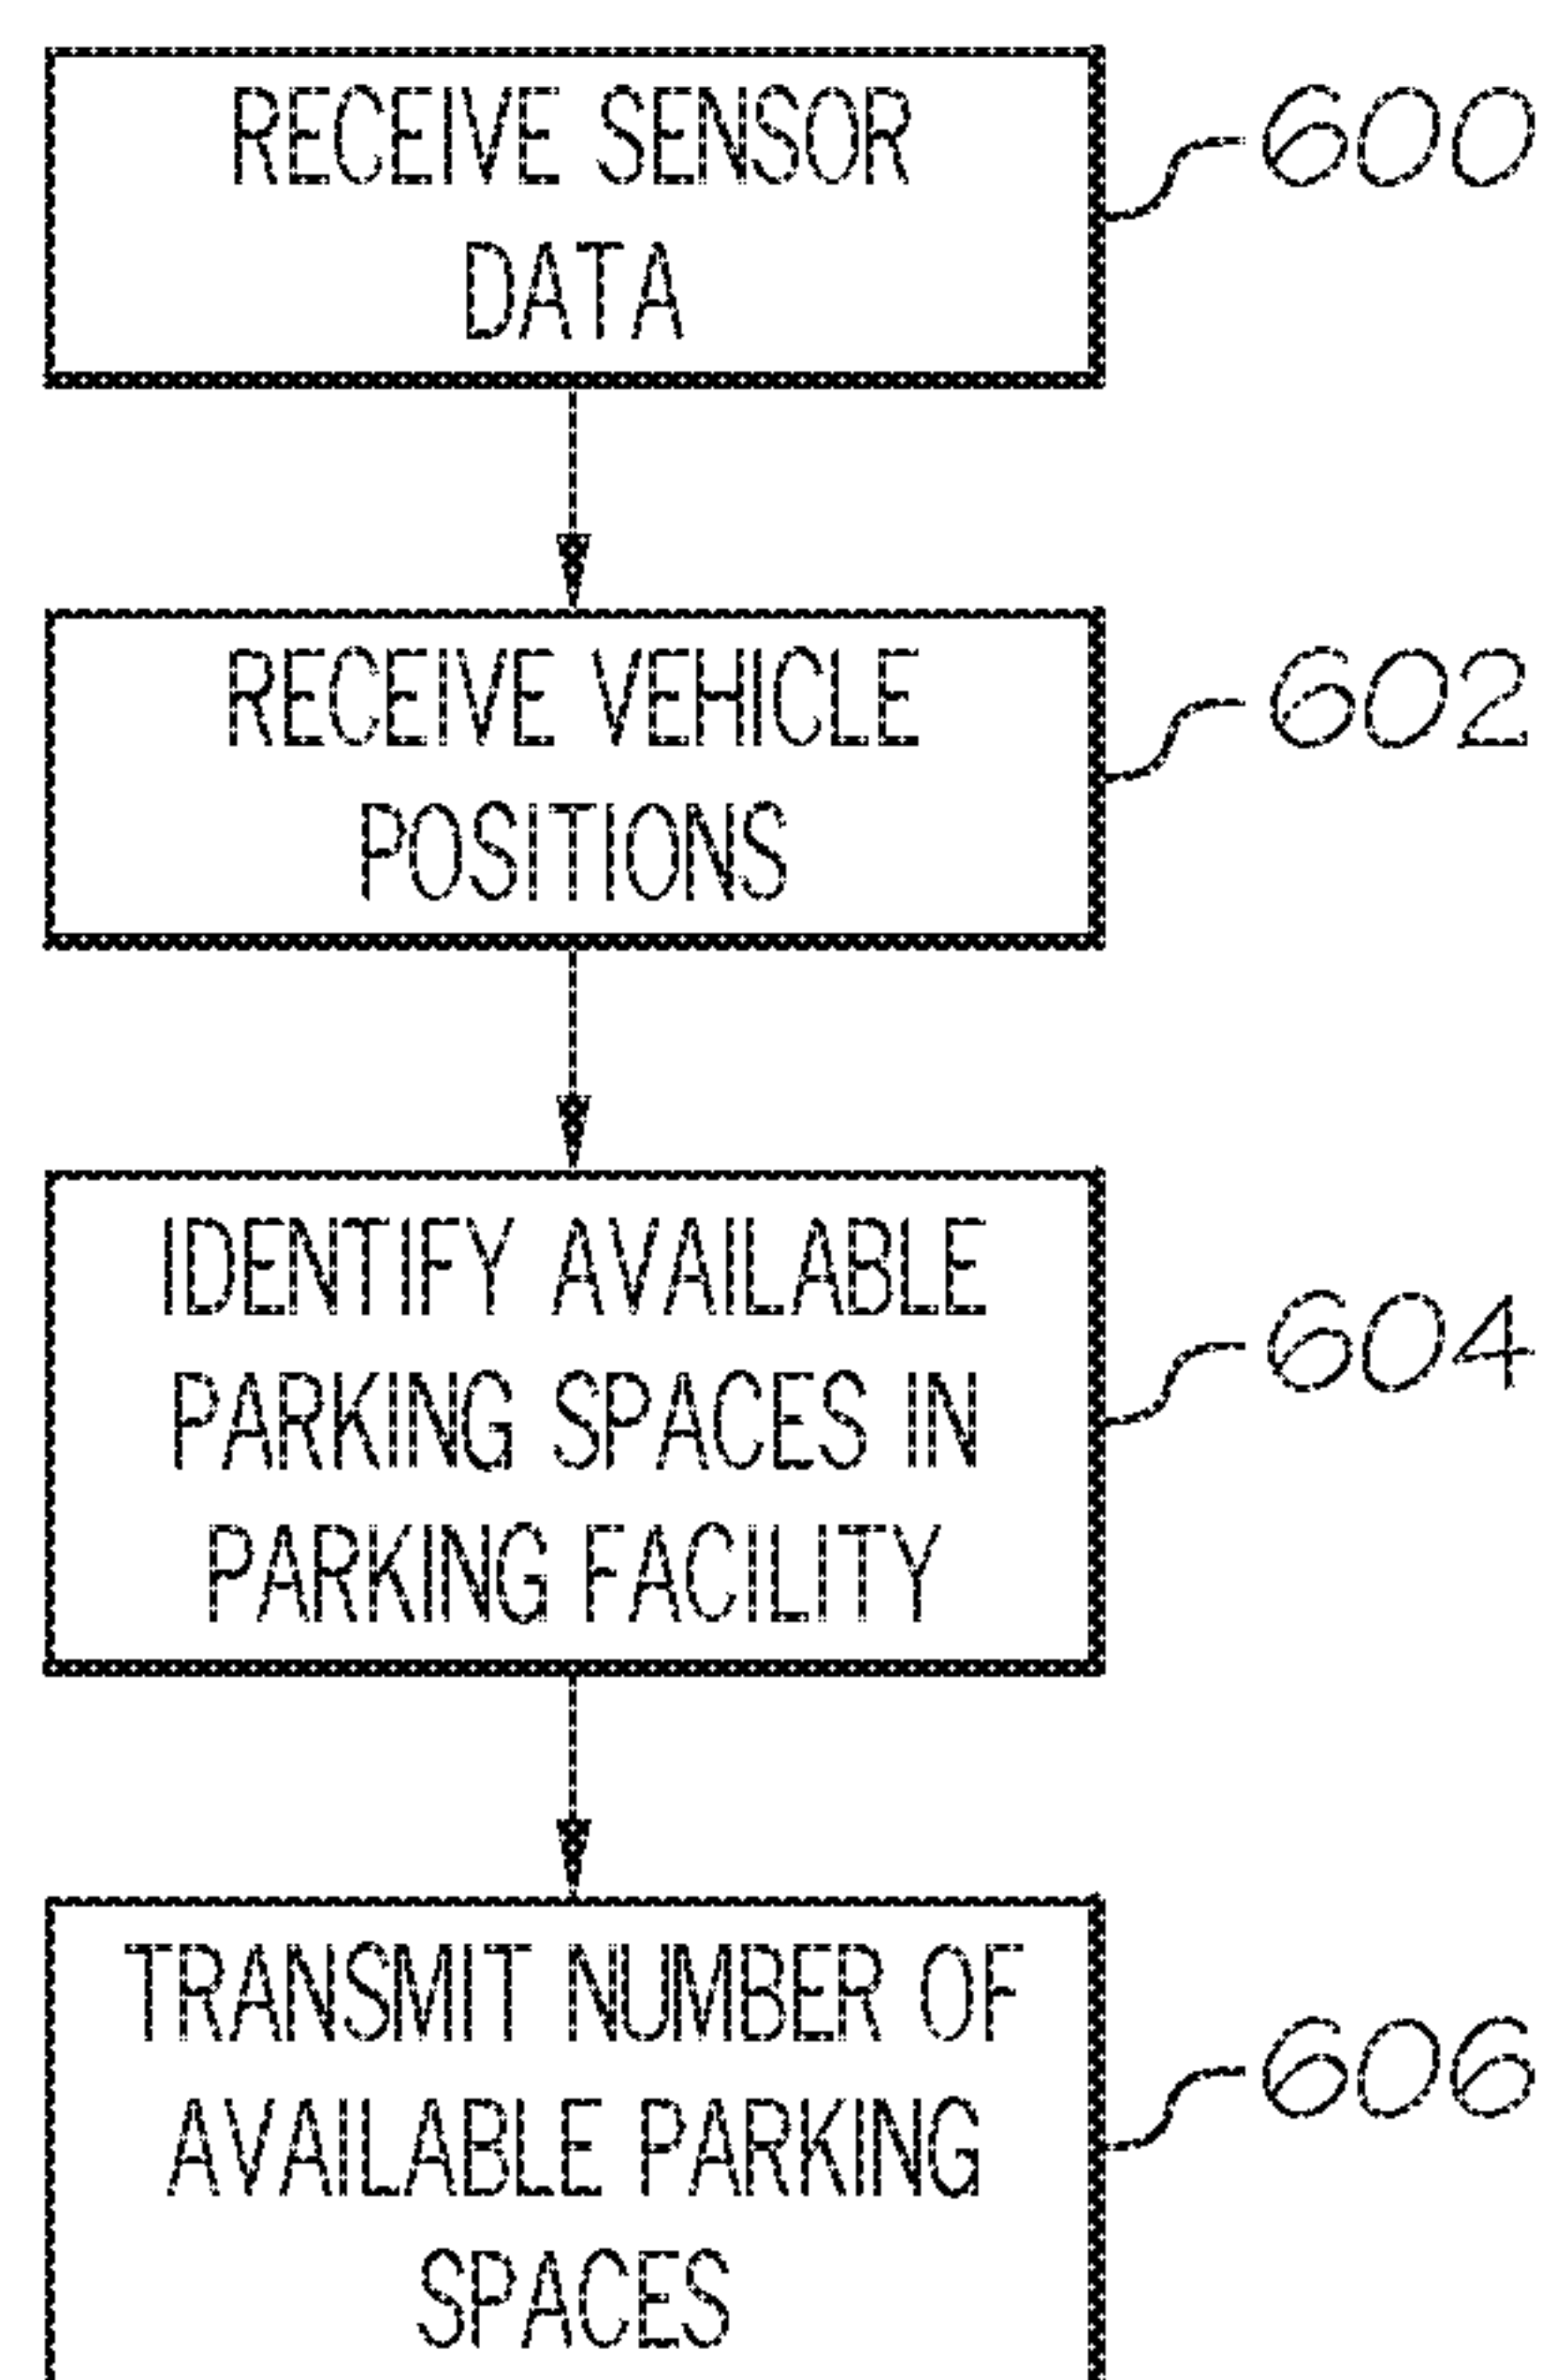 RECEIVE SENSOR
DATA
600
RECEIVE VEHICLE
POSITIONS
602
IDENTIFY AVAILABLE
PARKING SPACES IN
PARKING FACILITY
604
TRANSMIT NUMBER OF
AVAILABLE PARKING
SPACES
606